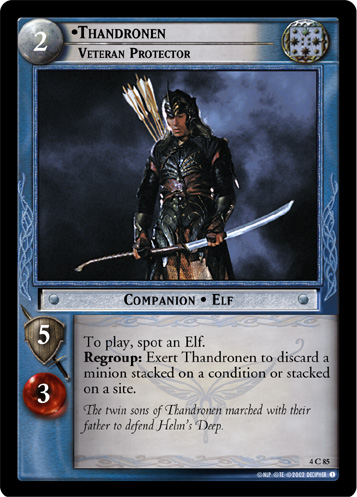 2
•Thandronen
Veteran Protector
Companion • Elf
5
3
To play, spot an Elf.
Regroup: Exert Thandronen to discard a
minion stacked on a condition or stacked
on a site.
The twin sons of Thandronen marched with their
father to defend Helm's Deep.
4 C 85